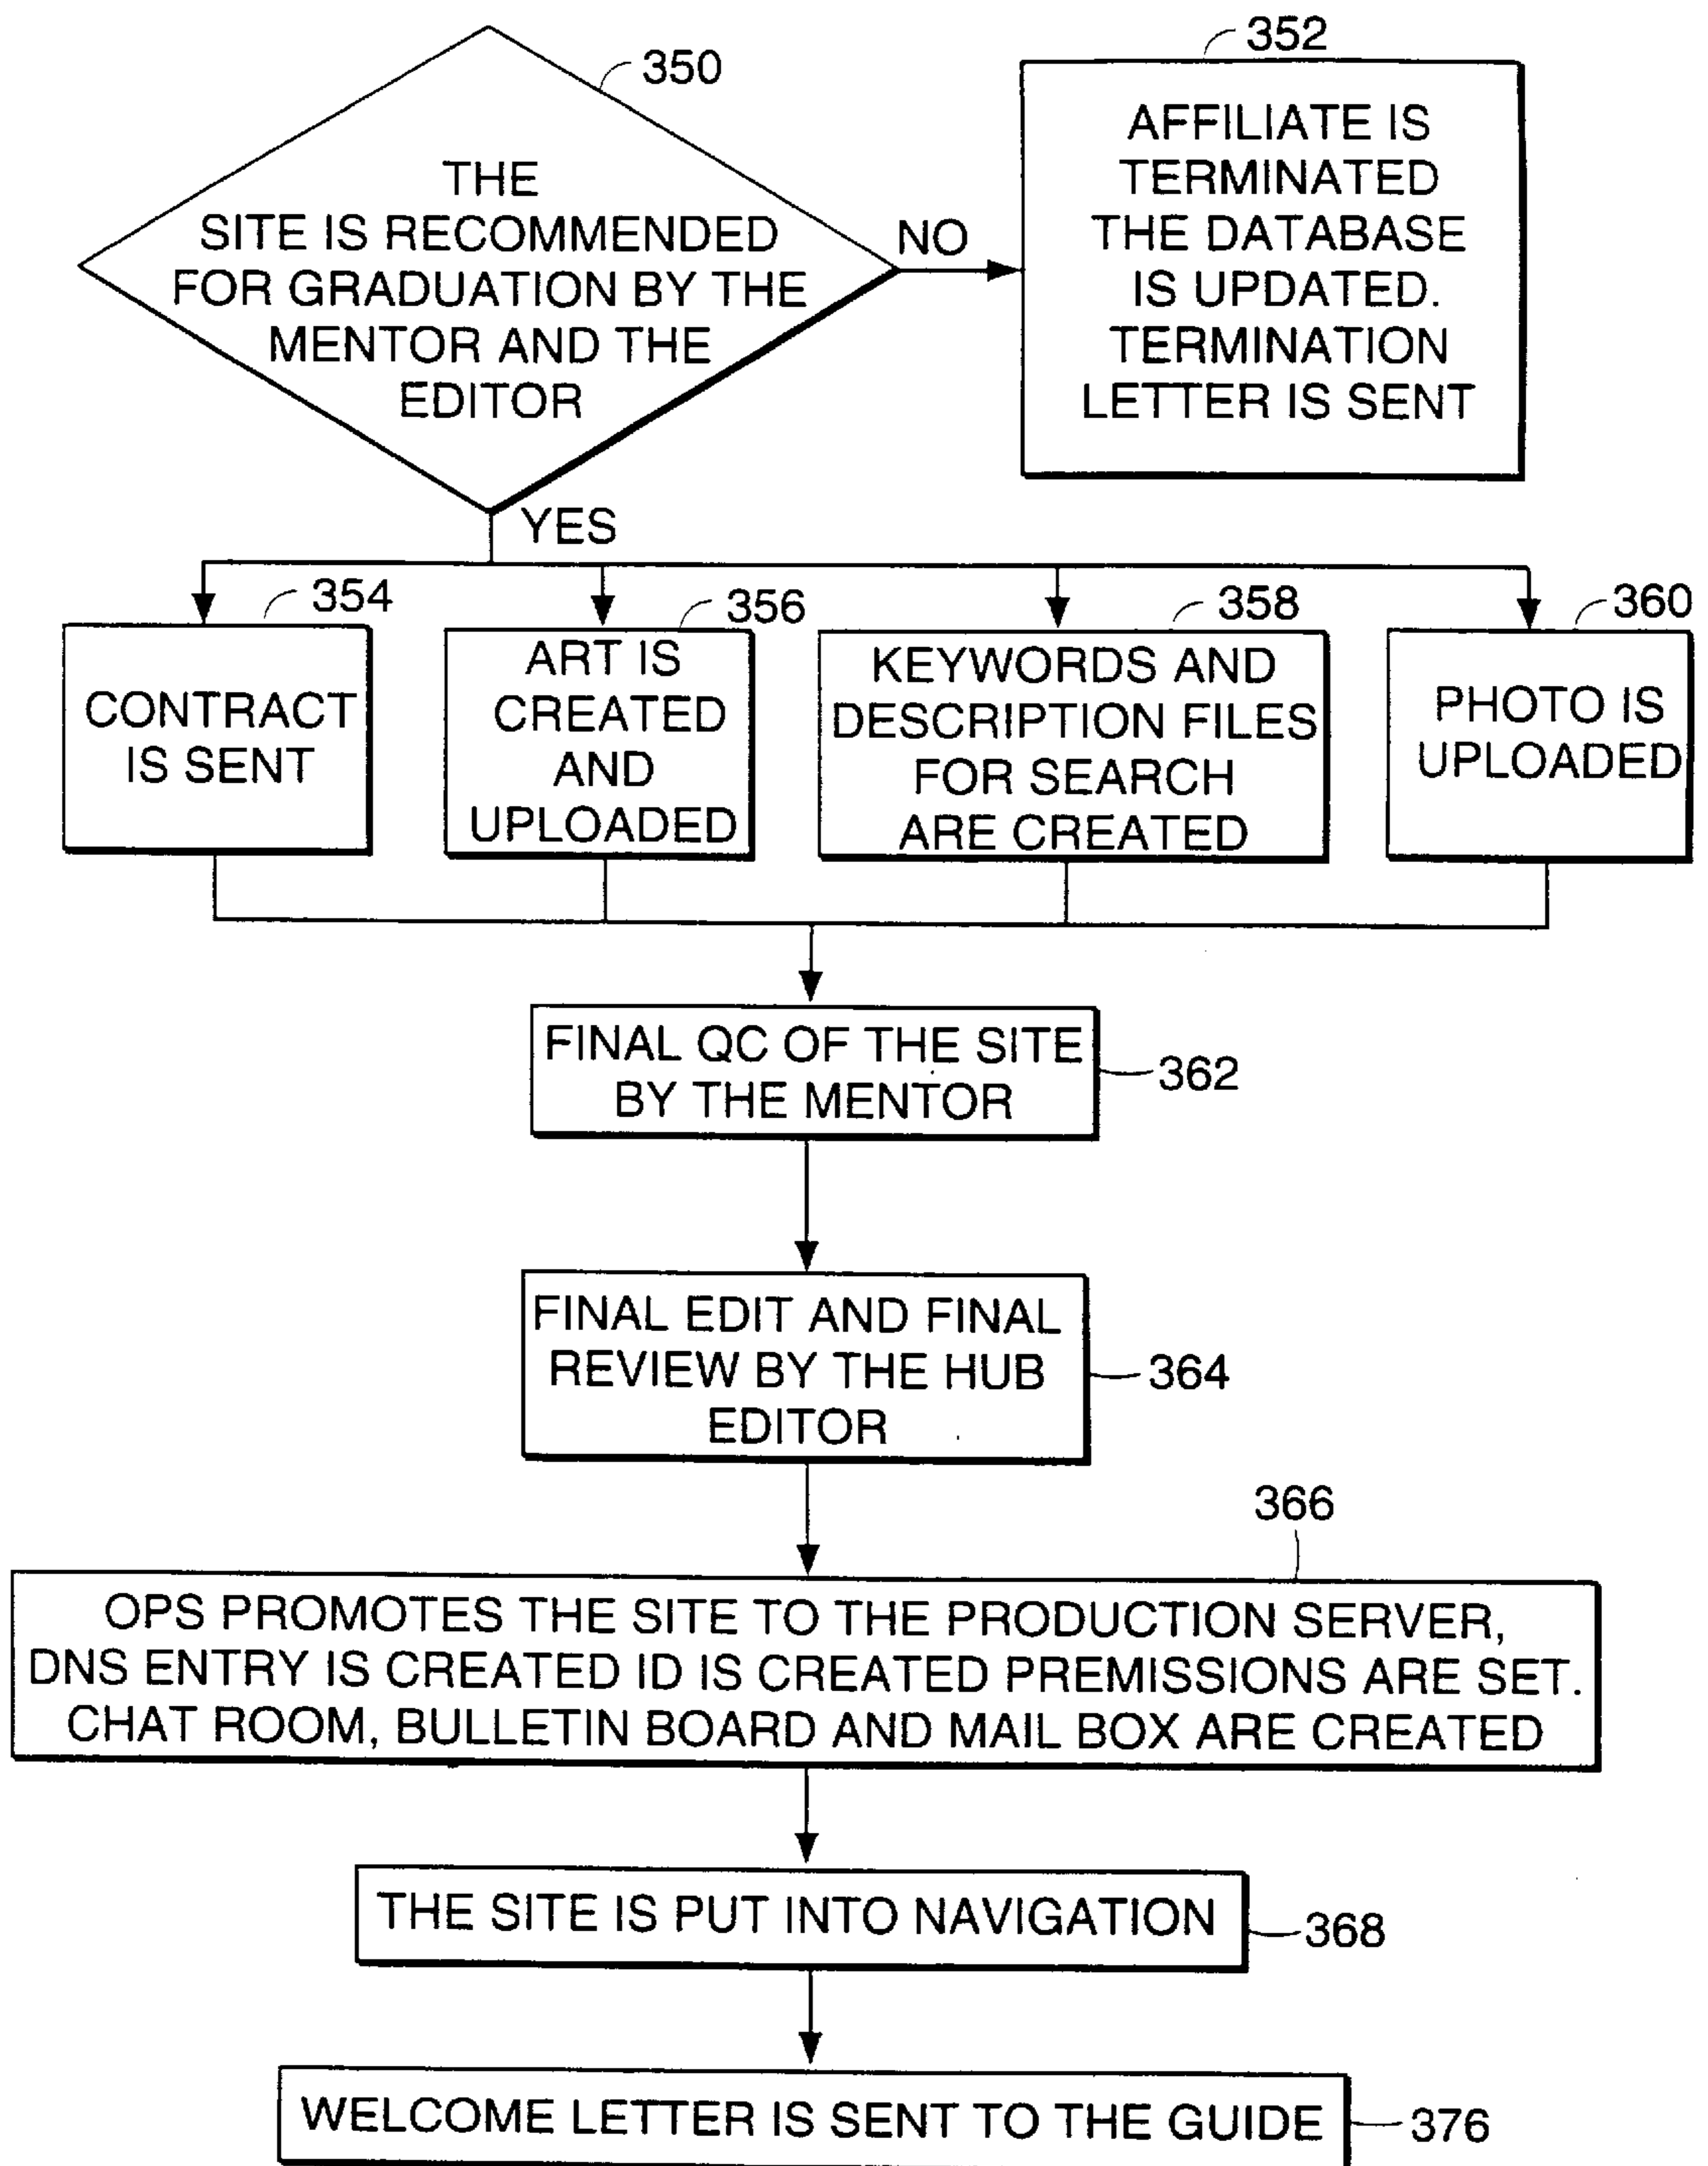 350
THE
SITE IS RECOMMENDED
FOR GRADUATION BY THE
MENTOR AND THE
EDITOR
NO
352
AFFILIATE IS
TERMINATED
THE DATABASE
IS UPDATED.
TERMINATION
LETTER IS SENT
YES
354
CONTRACT
IS SENT
356
ART IS
CREATED
AND
UPLOADED
358
KEYWORDS AND
DESCRIPTION FILES
FOR SEARCH
ARE CREATED
360
PHOTO IS
UPLOADED
FINAL QC OF THE SITE
BY THE MENTOR
362
FINAL EDIT AND FINAL
REVIEW BY THE HUB
EDITOR
364
366
OPS PROMOTES THE SITE TO THE PRODUCTION SERVER,
DNS ENTRY IS CREATED ID IS CREATED PREMISSIONS ARE SET.
CHAT ROOM, BULLETIN BOARD AND MAIL BOX ARE CREATED
THE SITE IS PUT INTO NAVIGATION
368
WELCOME LETTER IS SENT TO THE GUIDE
376